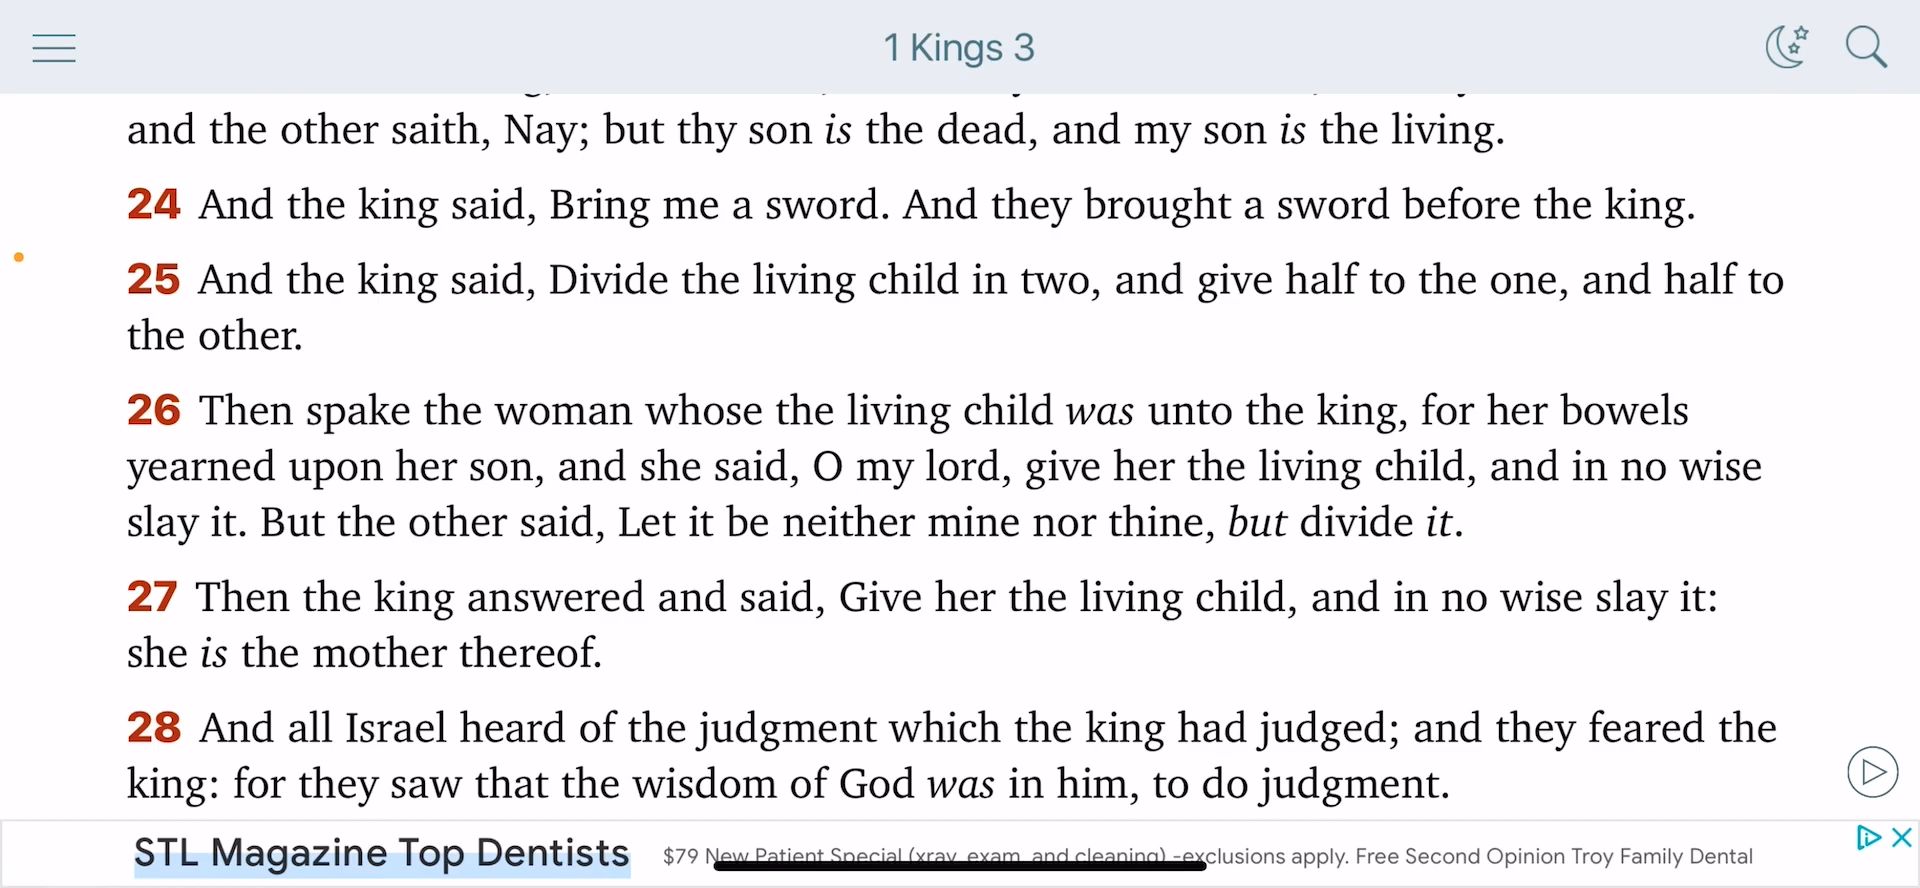 1 Kings 3
and the other saith, Nay; but thy son is the dead, and my son is the living.
24 And the king said, Bring me a sword. And they brought a sword before the king.
25 And the king said, Divide the living child in two, and give half to the one, and half to
the other.
26 Then spake the woman whose the living child was unto the king, for her bowels
yearned upon her son, and she said, O my lord, give her the living child, and in no wise
slay it. But the other said, Let it be neither mine nor thine, but divide it.
27 Then the king answered and said, Give her the living child, and in no wise slay it:
she is the mother thereof.
28 And all Israel heard of the judgment which the king had judged; and they feared the
king: for they saw that the wisdom of God was in him, to do judgment.
STL Magazine Top Dentists
$79 New Patient Special (xray, exam, and cleaning) -exclusions apply. Free Second Opinion Troy Family Dental